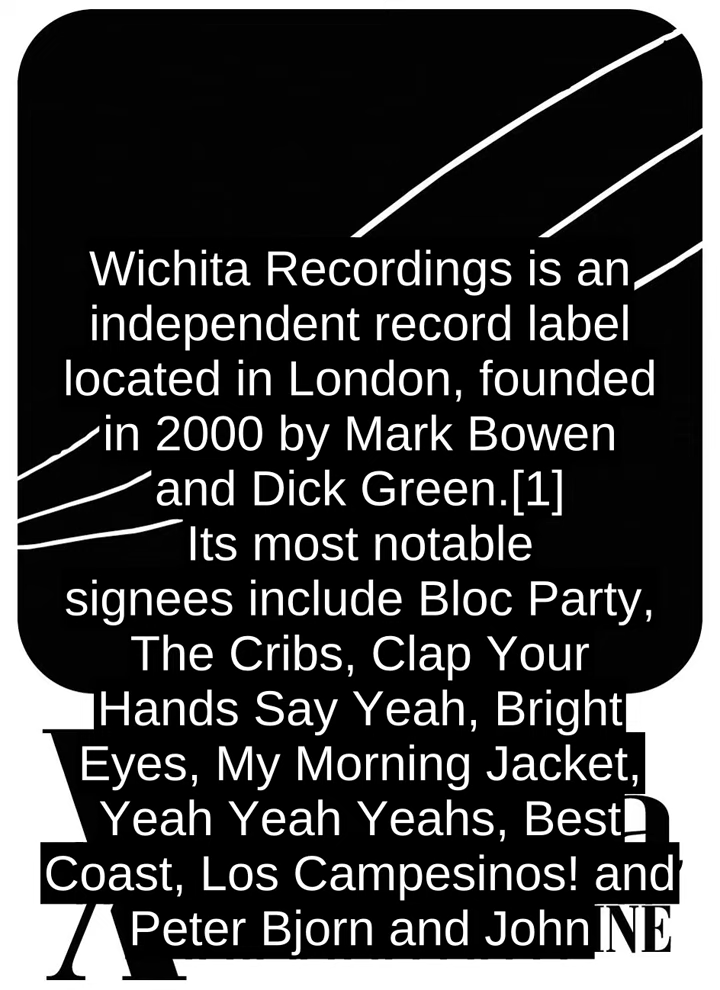 Wichita Recordings is an
independent record label
located in London, founded
in 2000 by Mark Bowen
and Dick Green.[1]
Its most notable
signees include Bloc Party,
The Cribs, Clap Your
Hands Say Yeah, Bright
Eyes, My Morning Jacket,
Yeah Yeah Yeahs, Best
Coast, Los Campesinos! and
Peter Bjorn and John